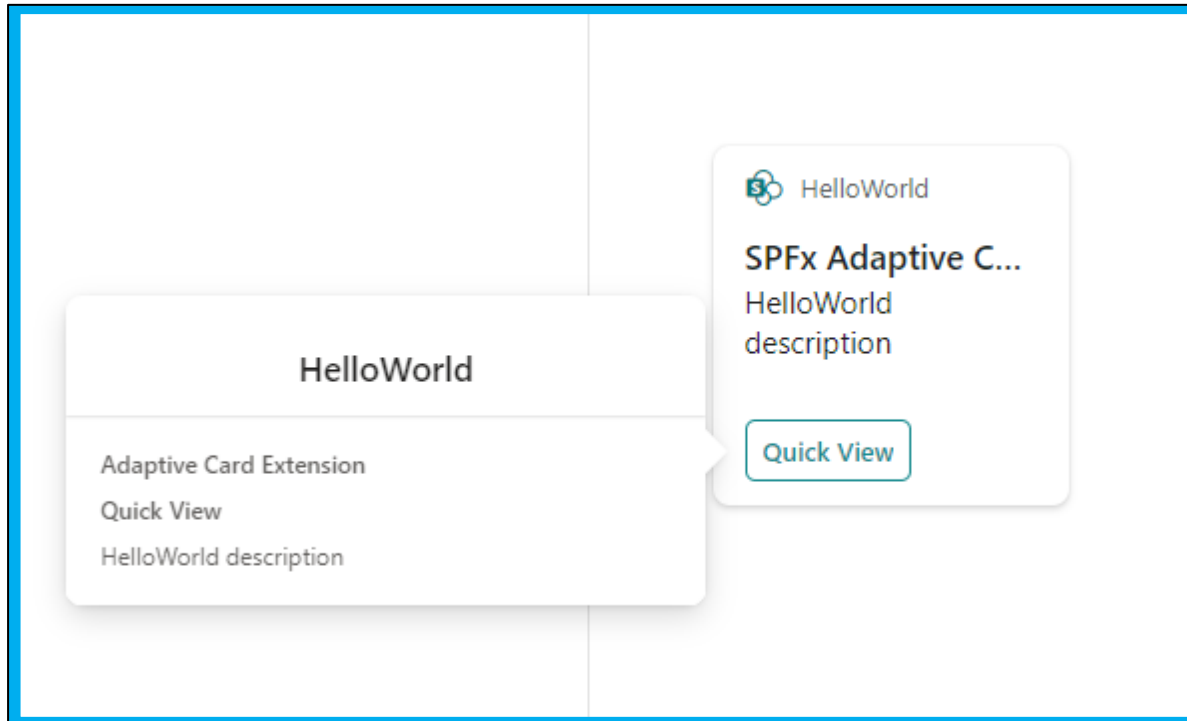 HelloWorld
SPFx Adaptive C...
HelloWorld
description
Quick View
HelloWorld
Adaptive Card Extension
Quick View
HelloWorld description